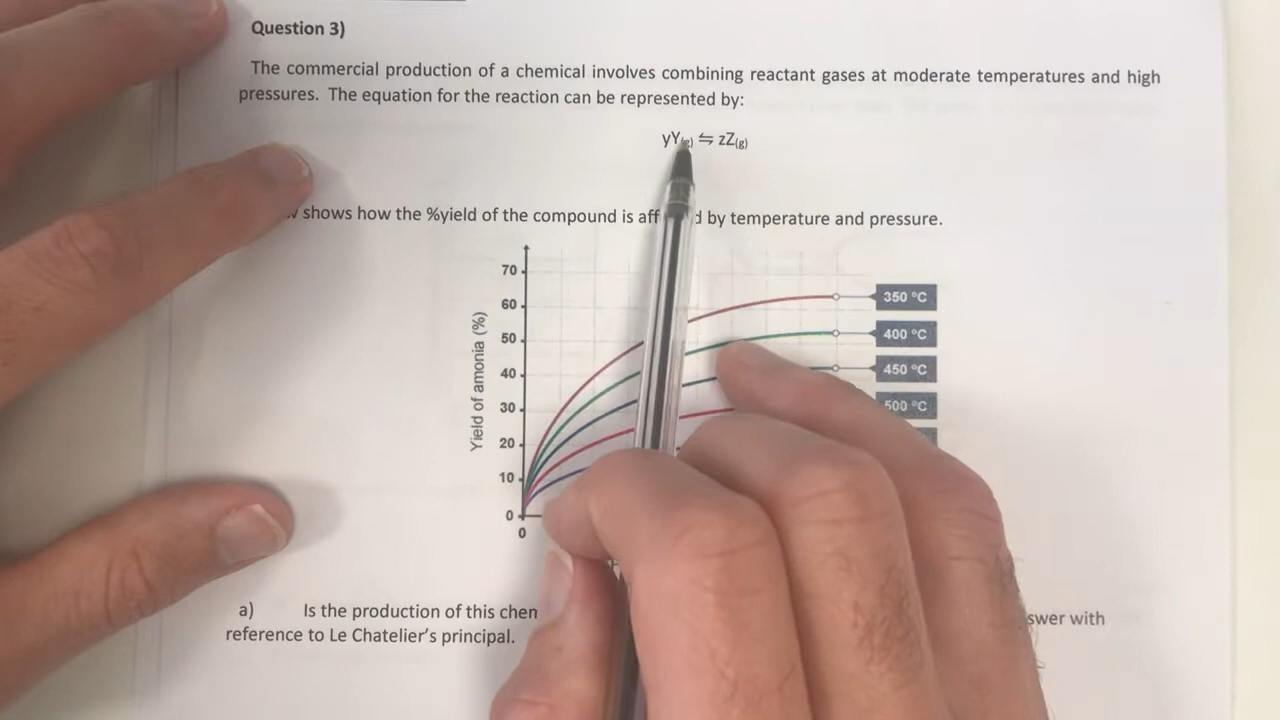 Question 3)
The commercial production of a chemical involves combining reactant gases at moderate temperatures and high
pressures. The equation for the reaction can be represented by:
yY(g) ⇋ zZ(g)
shows how the %yield of the compound is by temperature and pressure.
70
60
50
40
30
20
10
0
0
Yield of amonia (%)
350 °C
400 °C
450 °C
500 °C
a) Is the production of this with
reference to Le Chatelier's principal.